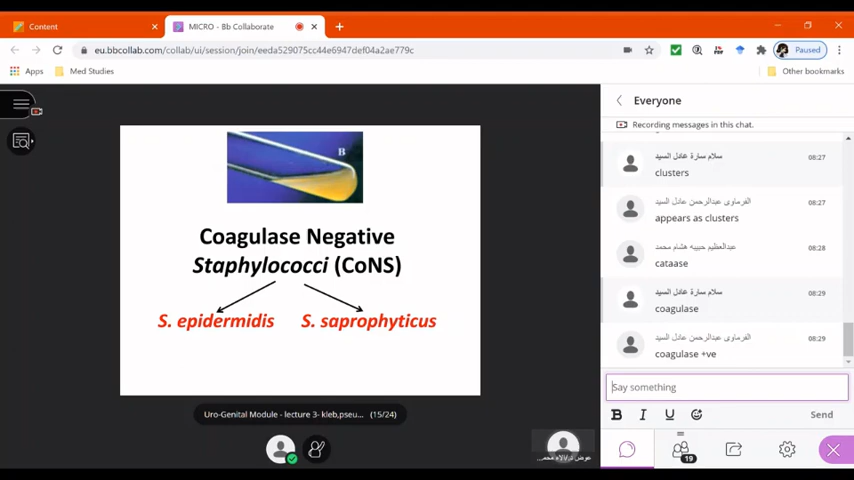 Content
MICRO - Bb Collaborate
eu.bbcollab.com/collab/ui/session/join/eeda529075cc44e6947def04a2ae779c
Paused
Apps
Med Studies
Other bookmarks
B
Coagulase Negative
Staphylococci (CoNS)
S. epidermidis S. saprophyticus
Uro-Genital Module - lecture 3- kleb,pseu... (15/24)
Everyone
Recording messages in this chat.
سلام سارة عادل السيد 08:27
clusters
الفرماوى عبدالرحمن عادل السيد 08:27
appears as clusters
عبدالعظيم حبيبه هشام محمد 08:28
cataase
سلام سارة عادل السيد 08:29
coagulase
الفرماوى عبدالرحمن عادل السيد 08:29
coagulase +ve
Say something
B I U
Send
19